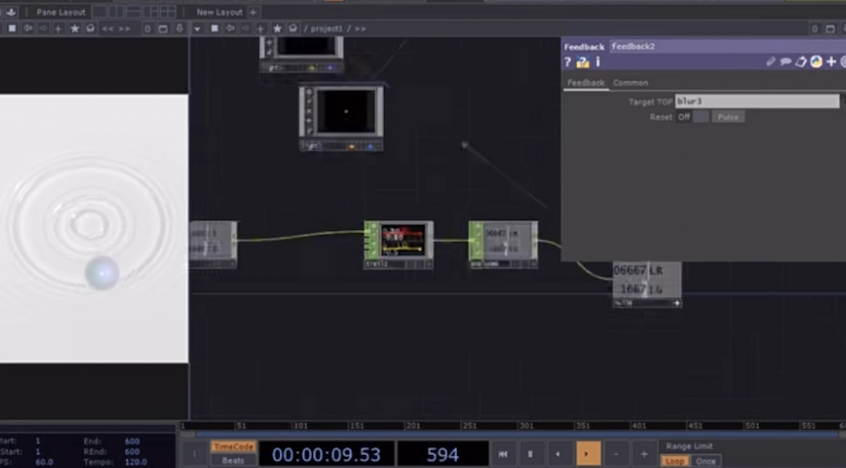 Pane Layout
New Layout +
<< >>
/ project1 / >>
Feedback feedback2
? i
Feedback Common
Target TOP blur3
Reset Off Pulse
06667 LR
1 51 101 151 201 251 301 351 401 451 501 551
Start: 1 End: 600
Start: 1 REnd: 600
FPS: 60.0 Tempo: 120.0
TimeCode
Beats
00:00:09.53
594
Range Limit
Loop Once